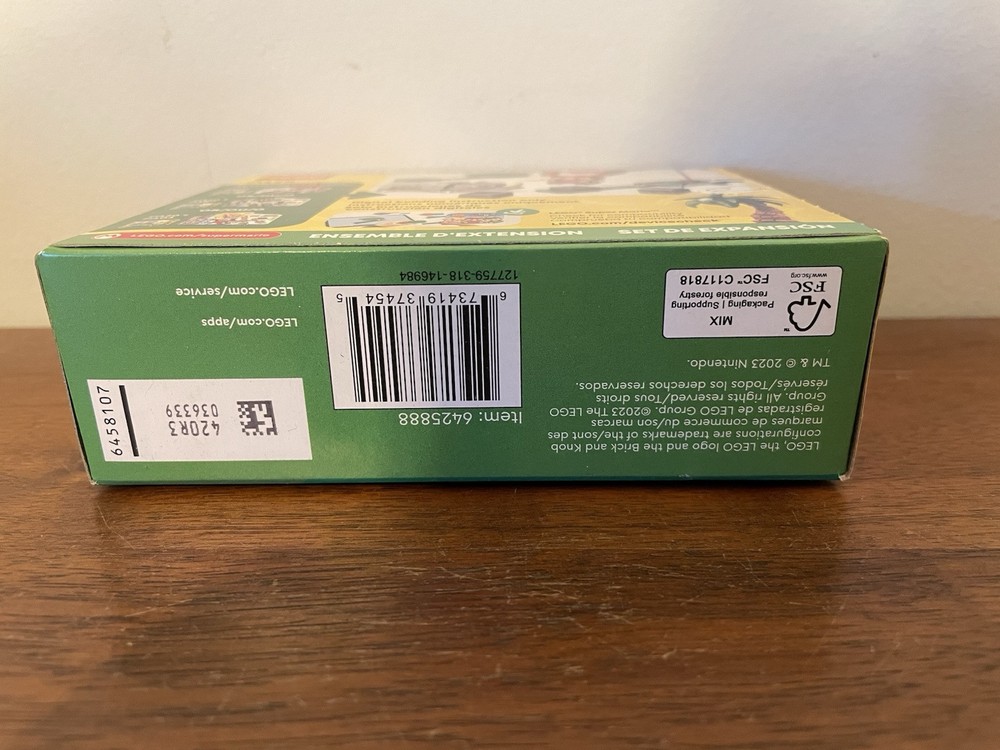 LEGO.com/supermario
ENSEMBLE D'EXTENSION
SET DE EXPANSIÓN
LEGO, the LEGO logo and the Brick and Knob
configurations are trademarks of the/sont des
marques de commerce du/son marcas
registradas de LEGO Group. ©2023 The LEGO
Group. All rights reserved/Tous droits
réservés/Todos los derechos reservados.
TM & © 2023 Nintendo.
MIX
Packaging | Supporting
responsible forestry
FSC™ C117818
FSC
www.fsc.org
Item: 6425888
6 73419 37454 5
127759-318-146984
420R3
036339
6458107
LEGO.com/apps
LEGO.com/service